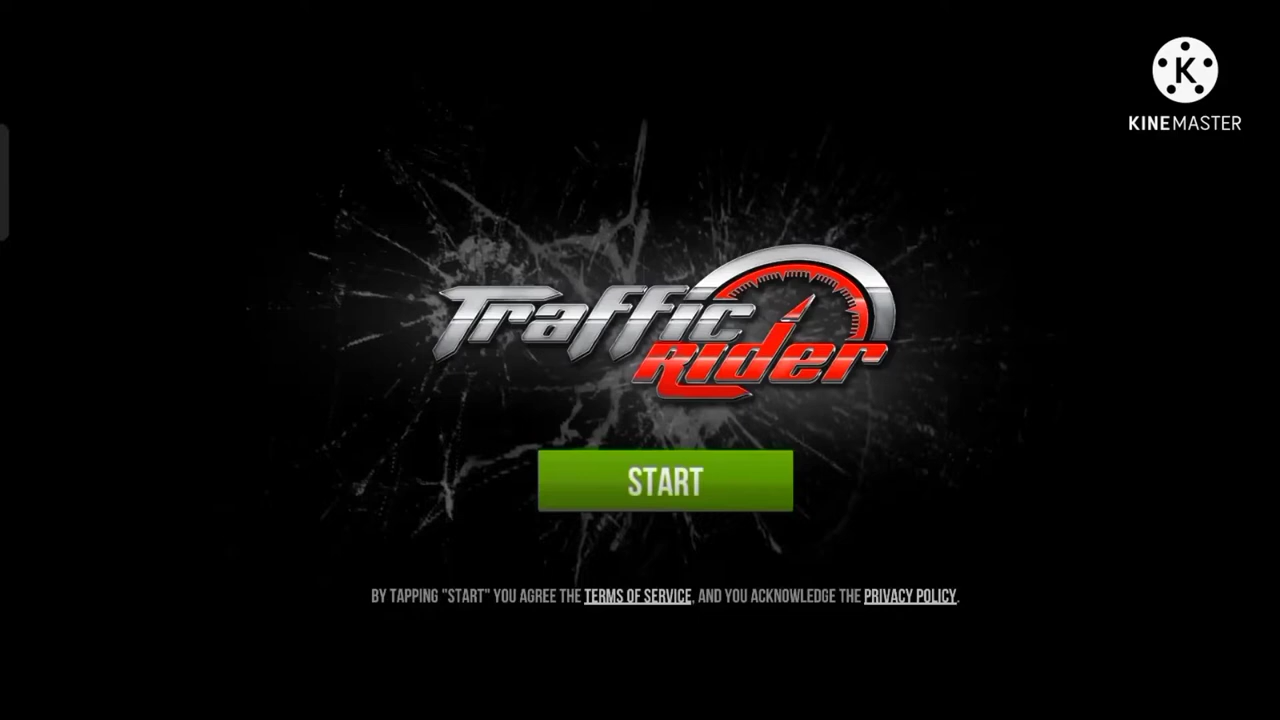 K
KINEMASTER
Traffic
Rider
START
BY TAPPING "START" YOU AGREE THE TERMS OF SERVICE, AND YOU ACKNOWLEDGE THE PRIVACY POLICY.